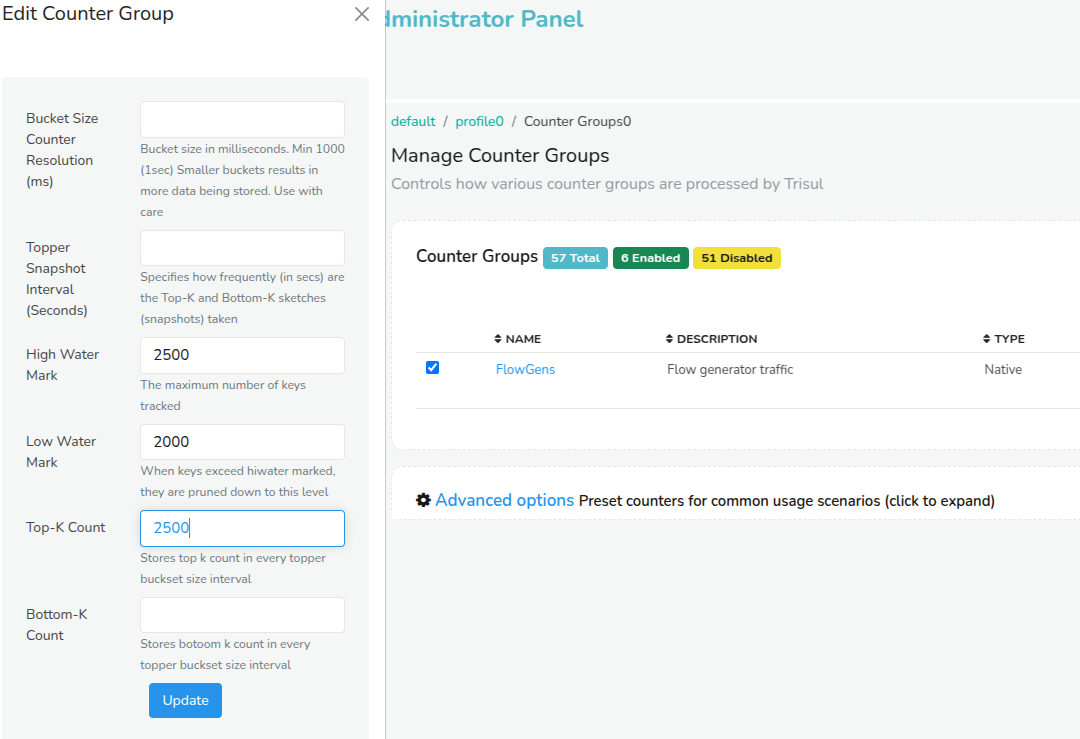 Edit Counter Group
Bucket Size
Counter
Resolution
(ms)
Bucket size in milliseconds. Min 1000
(1sec) Smaller buckets results in
more data being stored. Use with
care
Topper
Snapshot
Interval
(Seconds)
Specifies how frequently (in secs) are
the Top-K and Bottom-K sketches
(snapshots) taken
High Water
Mark
2500
The maximum number of keys
tracked
Low Water
Mark
2000
When keys exceed hiwater marked,
they are pruned down to this level
Top-K Count
2500
Stores top k count in every topper
buckset size interval
Bottom-K
Count
Stores botoom k count in every
topper buckset size interval
Update
dministrator Panel
default / profile0 / Counter Groups0
Manage Counter Groups
Controls how various counter groups are processed by Trisul
Counter Groups 57 Total 6 Enabled 51 Disabled
NAME DESCRIPTION TYPE
FlowGens Flow generator traffic Native
Advanced options Preset counters for common usage scenarios (click to expand)